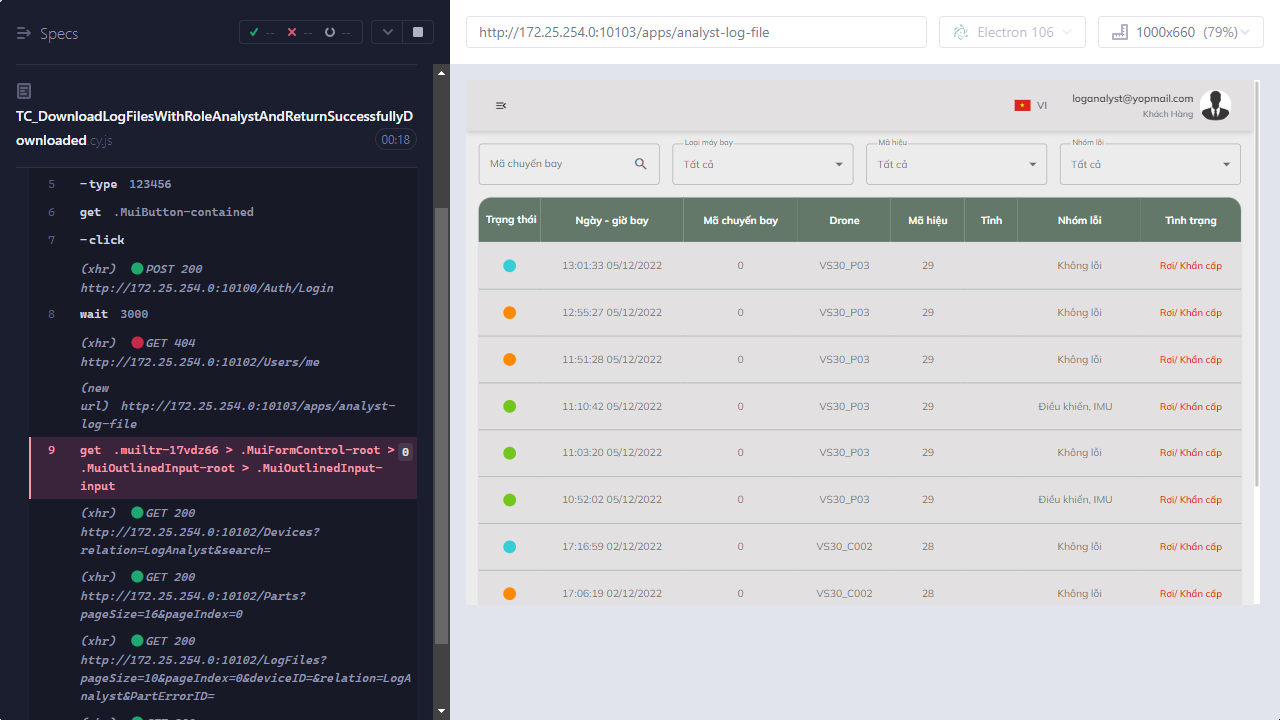 Specs
--
--
--
TC_DownloadLogFilesWithRoleAnalystAndReturnSuccessfullyD
ownloaded.cy.js
00:18
5 -type 123456
6 get .MuiButton-contained
7 -click
(xhr) POST 200
http://172.25.254.0:10100/Auth/Login
8 wait 3000
(xhr) GET 404
http://172.25.254.0:10102/Users/me
(new
url) http://172.25.254.0:10103/apps/analyst-
log-file
9 get .muiltr-17vdz66 > .MuiFormControl-root > 0
.MuiOutlinedInput-root > .MuiOutlinedInput-
input
(xhr) GET 200
http://172.25.254.0:10102/Devices?
relation=LogAnalyst&search=
(xhr) GET 200
http://172.25.254.0:10102/Parts?
pageSize=16&pageIndex=0
(xhr) GET 200
http://172.25.254.0:10102/LogFiles?
pageSize=10&pageIndex=0&deviceID=&relation=LogA
nalyst&PartErrorID=
http://172.25.254.0:10103/apps/analyst-log-file
Electron 106
1000x660 (79%)
VI
loganalyst@yopmail.com
Khách Hàng
Mã chuyến bay
Loại máy bay
Tất cả
Mã hiệu
Tất cả
Nhóm lỗi
Tất cả
Trạng thái Ngày - giờ bay Mã chuyến bay Drone Mã hiệu Tỉnh Nhóm lỗi Tình trạng
13:01:33 05/12/2022 0 VS30_P03 29 Không lỗi Rơi/ Khẩn cấp
12:55:27 05/12/2022 0 VS30_P03 29 Không lỗi Rơi/ Khẩn cấp
11:51:28 05/12/2022 0 VS30_P03 29 Không lỗi Rơi/ Khẩn cấp
11:10:42 05/12/2022 0 VS30_P03 29 Điều khiển, IMU Rơi/ Khẩn cấp
11:03:20 05/12/2022 0 VS30_P03 29 Không lỗi Rơi/ Khẩn cấp
10:52:02 05/12/2022 0 VS30_P03 29 Điều khiển, IMU Rơi/ Khẩn cấp
17:16:59 02/12/2022 0 VS30_C002 28 Không lỗi Rơi/ Khẩn cấp
17:06:19 02/12/2022 0 VS30_C002 28 Không lỗi Rơi/ Khẩn cấp